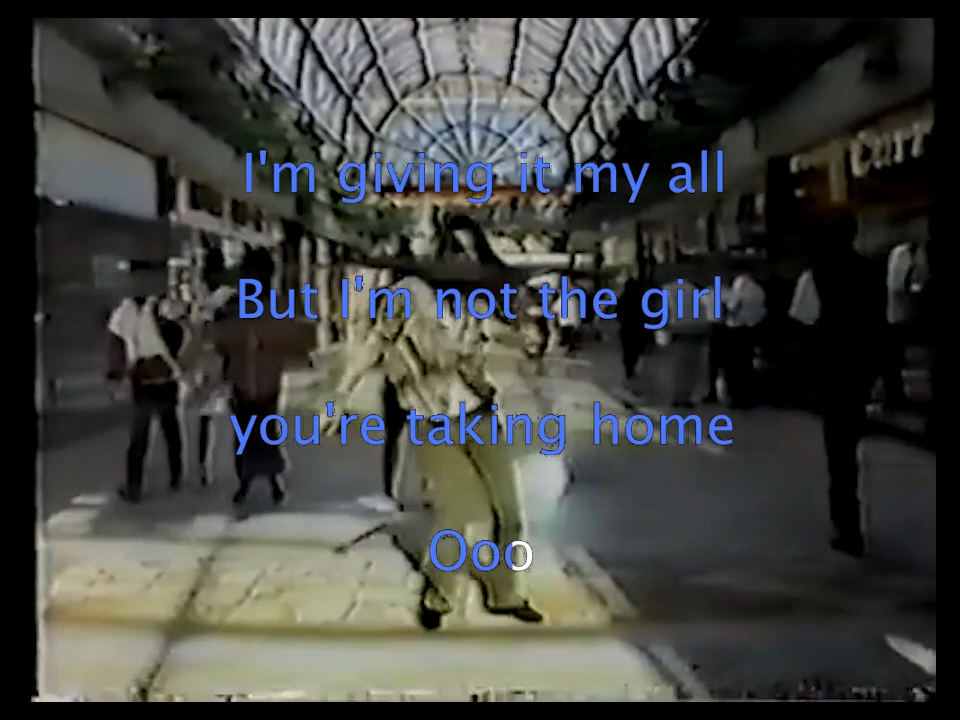 I'm giving it my all
But I'm not the girl
you're taking home
Ooo